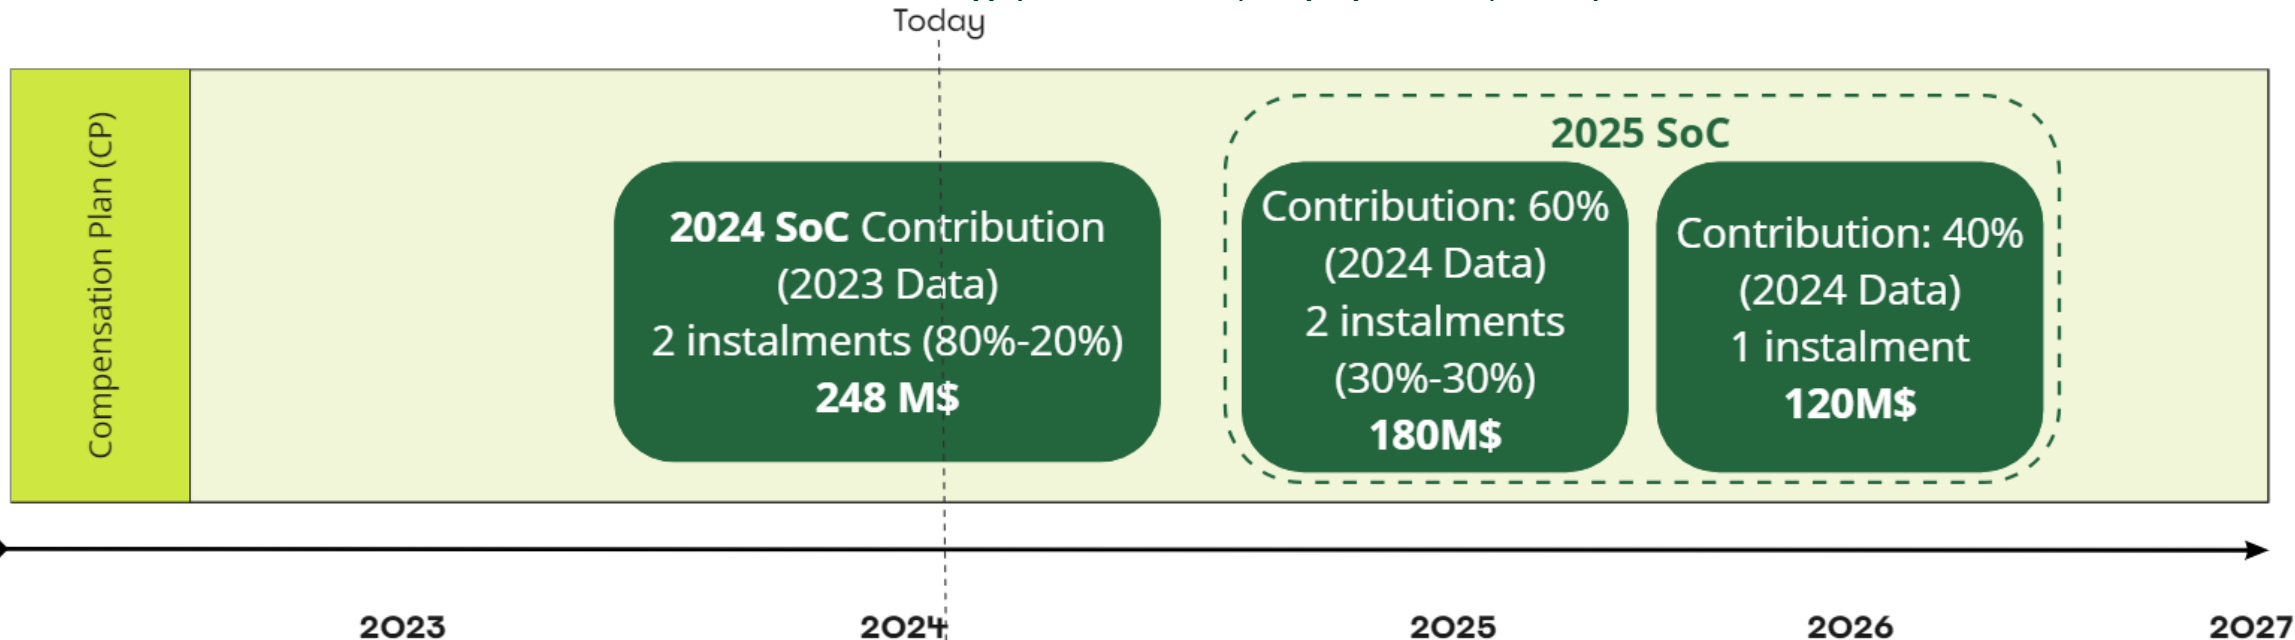 Today
Compensation Plan (CP)
2024 SoC Contribution
(2023 Data)
2 instalments (80%-20%)
248 M$
2025 SoC
Contribution: 60%
(2024 Data)
2 instalments
(30%-30%)
180M$
Contribution: 40%
(2024 Data)
1 instalment
120M$
2023
2024
2025
2026
2027